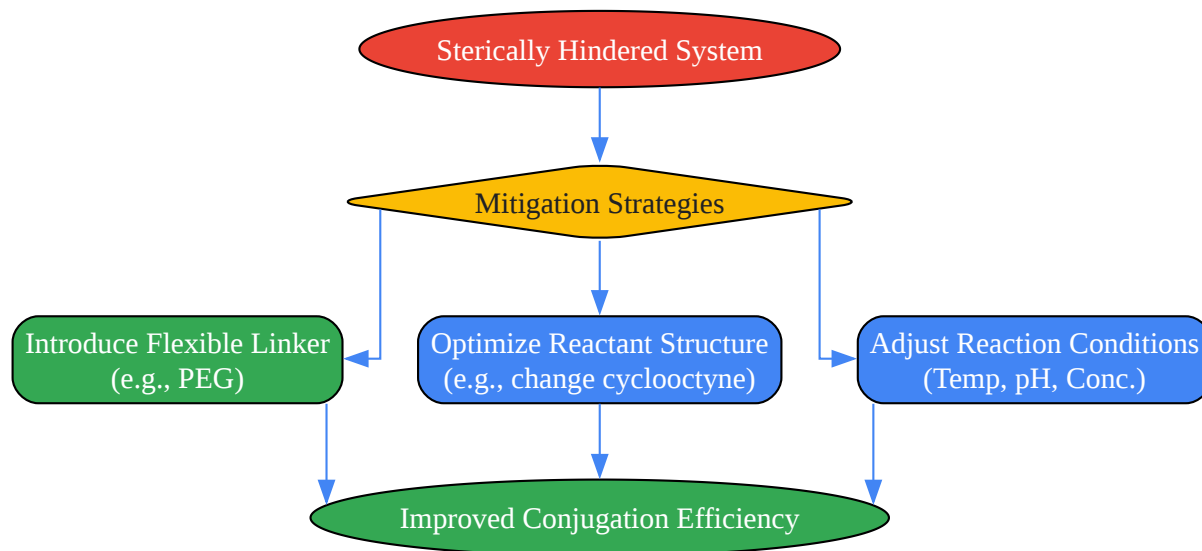 Sterically Hindered System
Mitigation Strategies
Introduce Flexible Linker
(e.g., PEG)
Optimize Reactant Structure
(e.g., change cyclooctyne)
Adjust Reaction Conditions
(Temp, pH, Conc.)
Improved Conjugation Efficiency